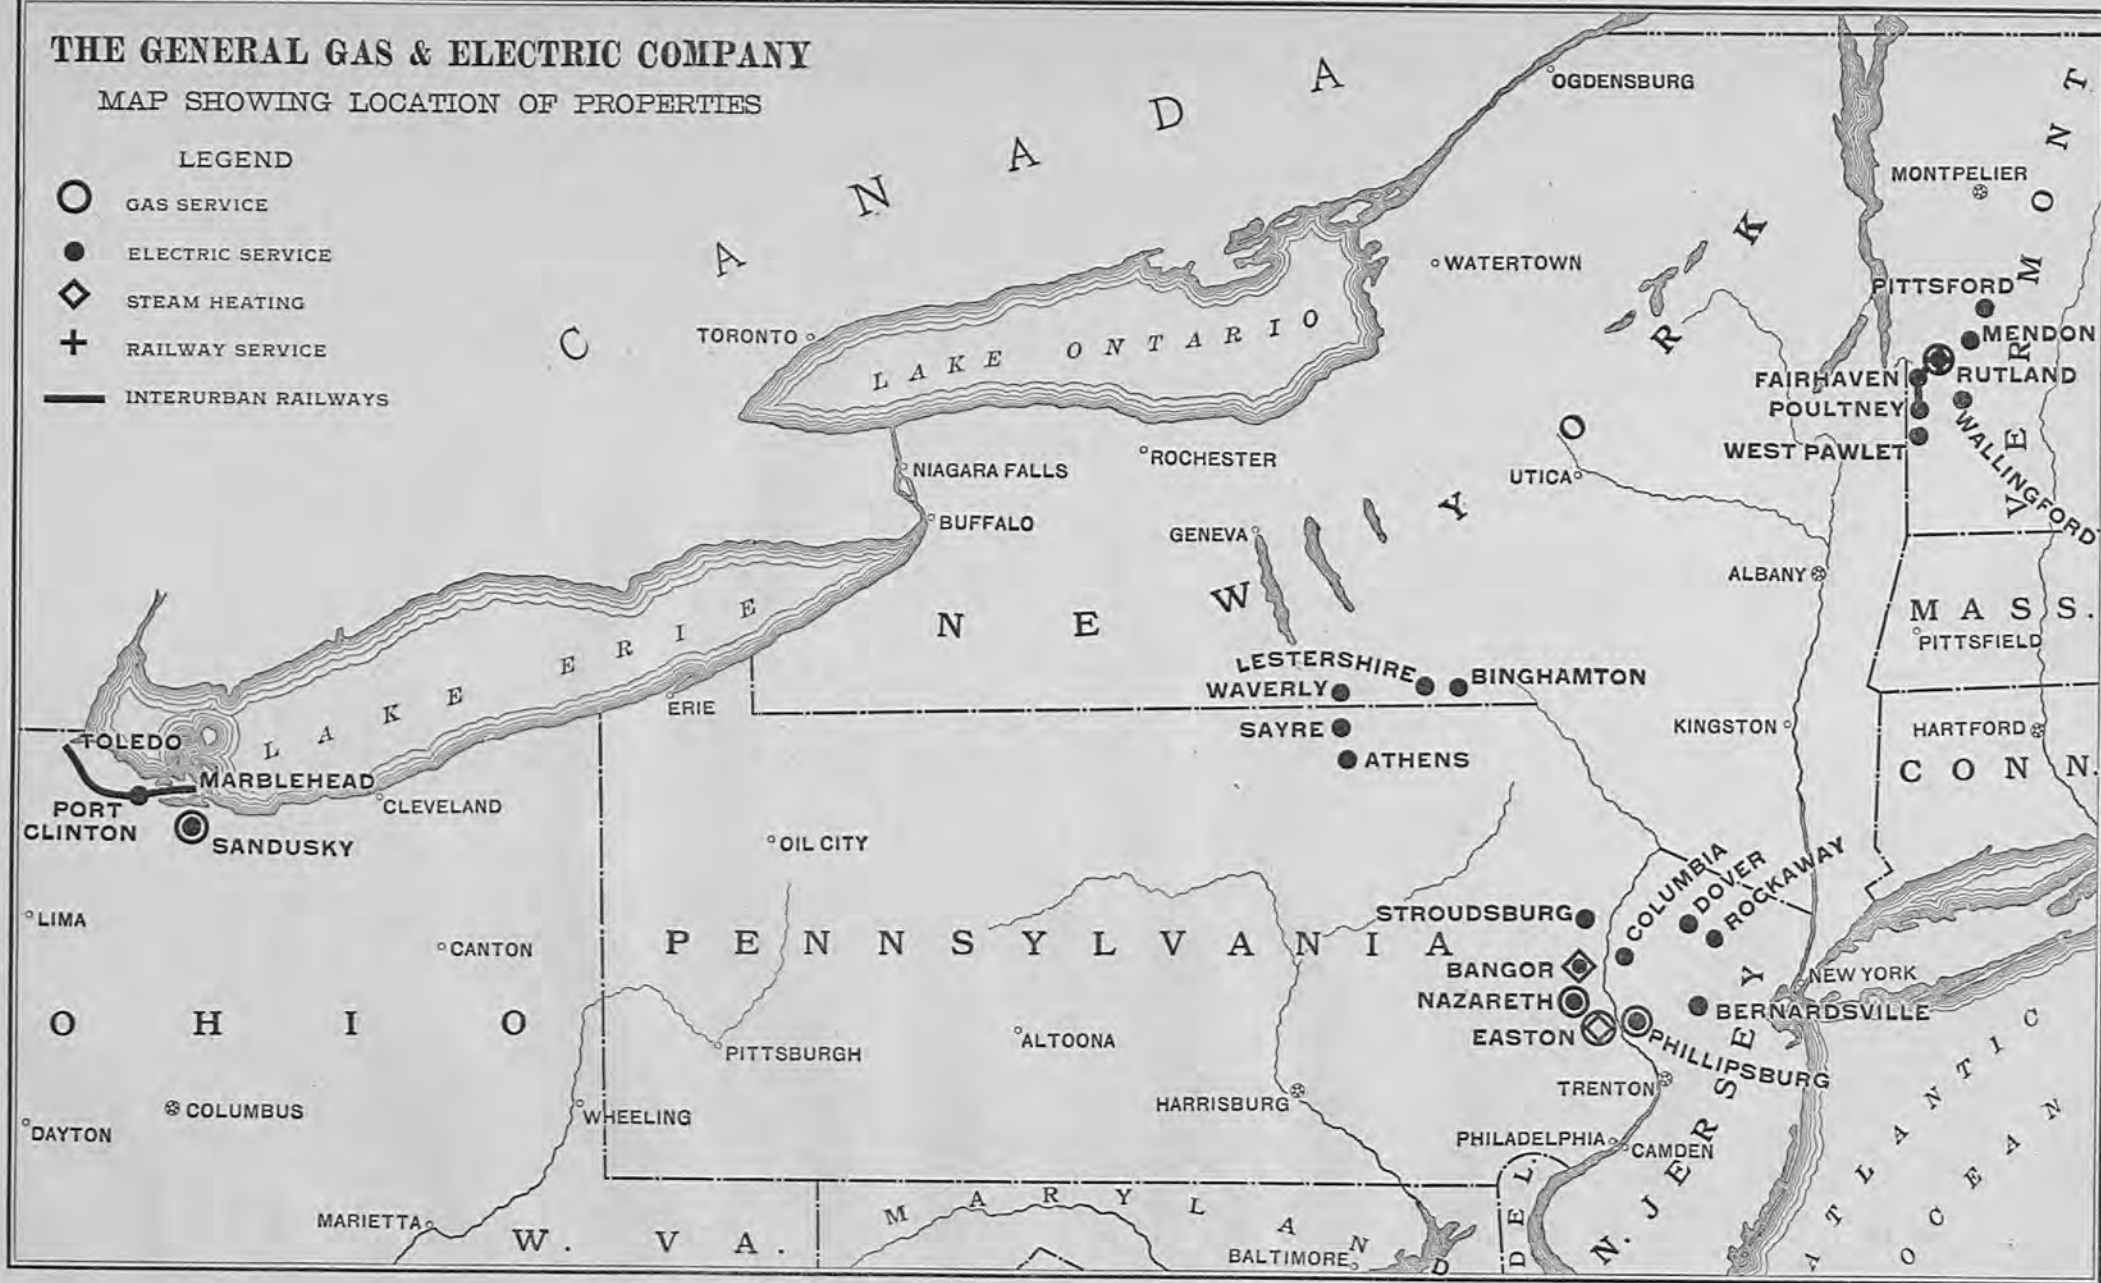 THE GENERAL GAS & ELECTRIC COMPANY
MAP SHOWING LOCATION OF PROPERTIES
LEGEND
GAS SERVICE
ELECTRIC SERVICE
STEAM HEATING
RAILWAY SERVICE
INTERURBAN RAILWAYS
CANADA
OGDENSBURG
MONTPELIER
VERMONT
WATERTOWN
PITTSFORD
MENDON
RUTLAND
FAIRHAVEN
POULTNEY
WEST PAWLET
WALLINGFORD
TORONTO
LAKE ONTARIO
NIAGARA FALLS
ROCHESTER
UTICA
BUFFALO
GENEVA
NEW YORK
ALBANY
MASS.
PITTSFIELD
LAKE ERIE
ERIE
LESTERSHIRE
BINGHAMTON
WAVERLY
SAYRE
ATHENS
KINGSTON
HARTFORD
CONN.
TOLEDO
MARBLEHEAD
PORT
CLINTON
SANDUSKY
CLEVELAND
OIL CITY
LIMA
CANTON
PENNSYLVANIA
STROUDSBURG
COLUMBIA
DOVER
ROCKAWAY
BANGOR
NAZARETH
EASTON
PHILLIPSBURG
BERNARDSVILLE
NEW YORK
OHIO
PITTSBURGH
ALTOONA
COLUMBUS
DAYTON
WHEELING
HARRISBURG
TRENTON
PHILADELPHIA
CAMDEN
N. JERSEY
ATLANTIC
OCEAN
MARIETTA
W. VA.
MARYLAND
BALTIMORE
DEL.